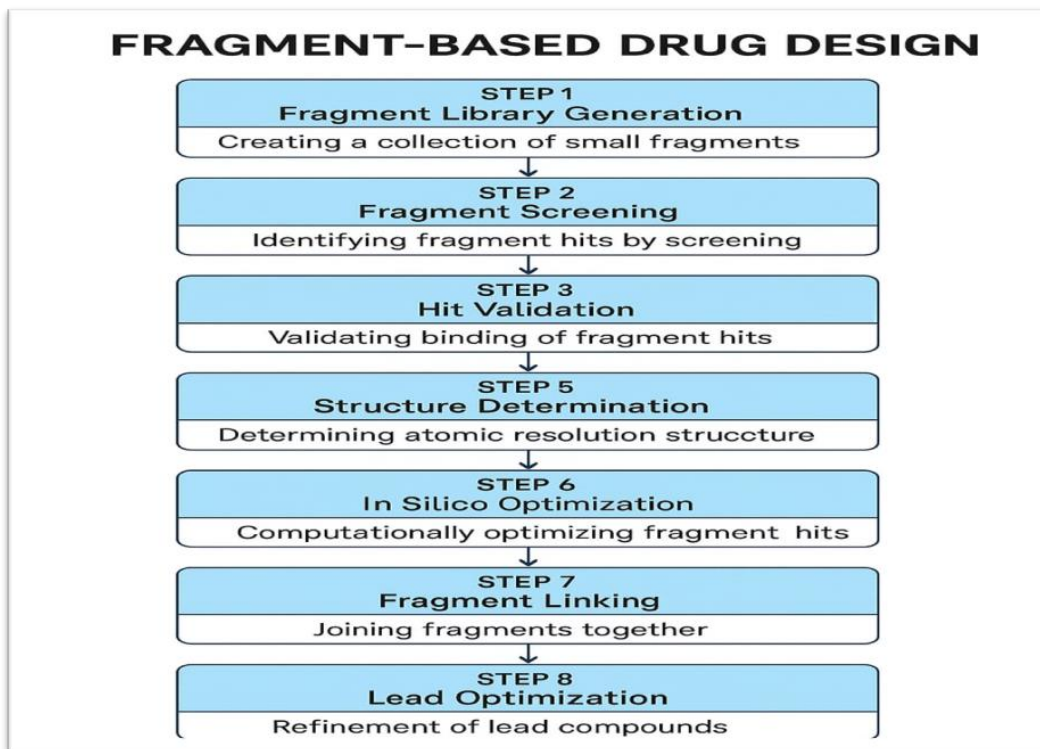 FRAGMENT-BASED DRUG DESIGN
STEP 1
Fragment Library Generation
Creating a collection of small fragments
STEP 2
Fragment Screening
Identifying fragment hits by screening
STEP 3
Hit Validation
Validating binding of fragment hits
STEP 5
Structure Determination
Determining atomic resolution struccture
STEP 6
In Silico Optimization
Computationally optimizing fragment hits
STEP 7
Fragment Linking
Joining fragments together
STEP 8
Lead Optimization
Refinement of lead compounds